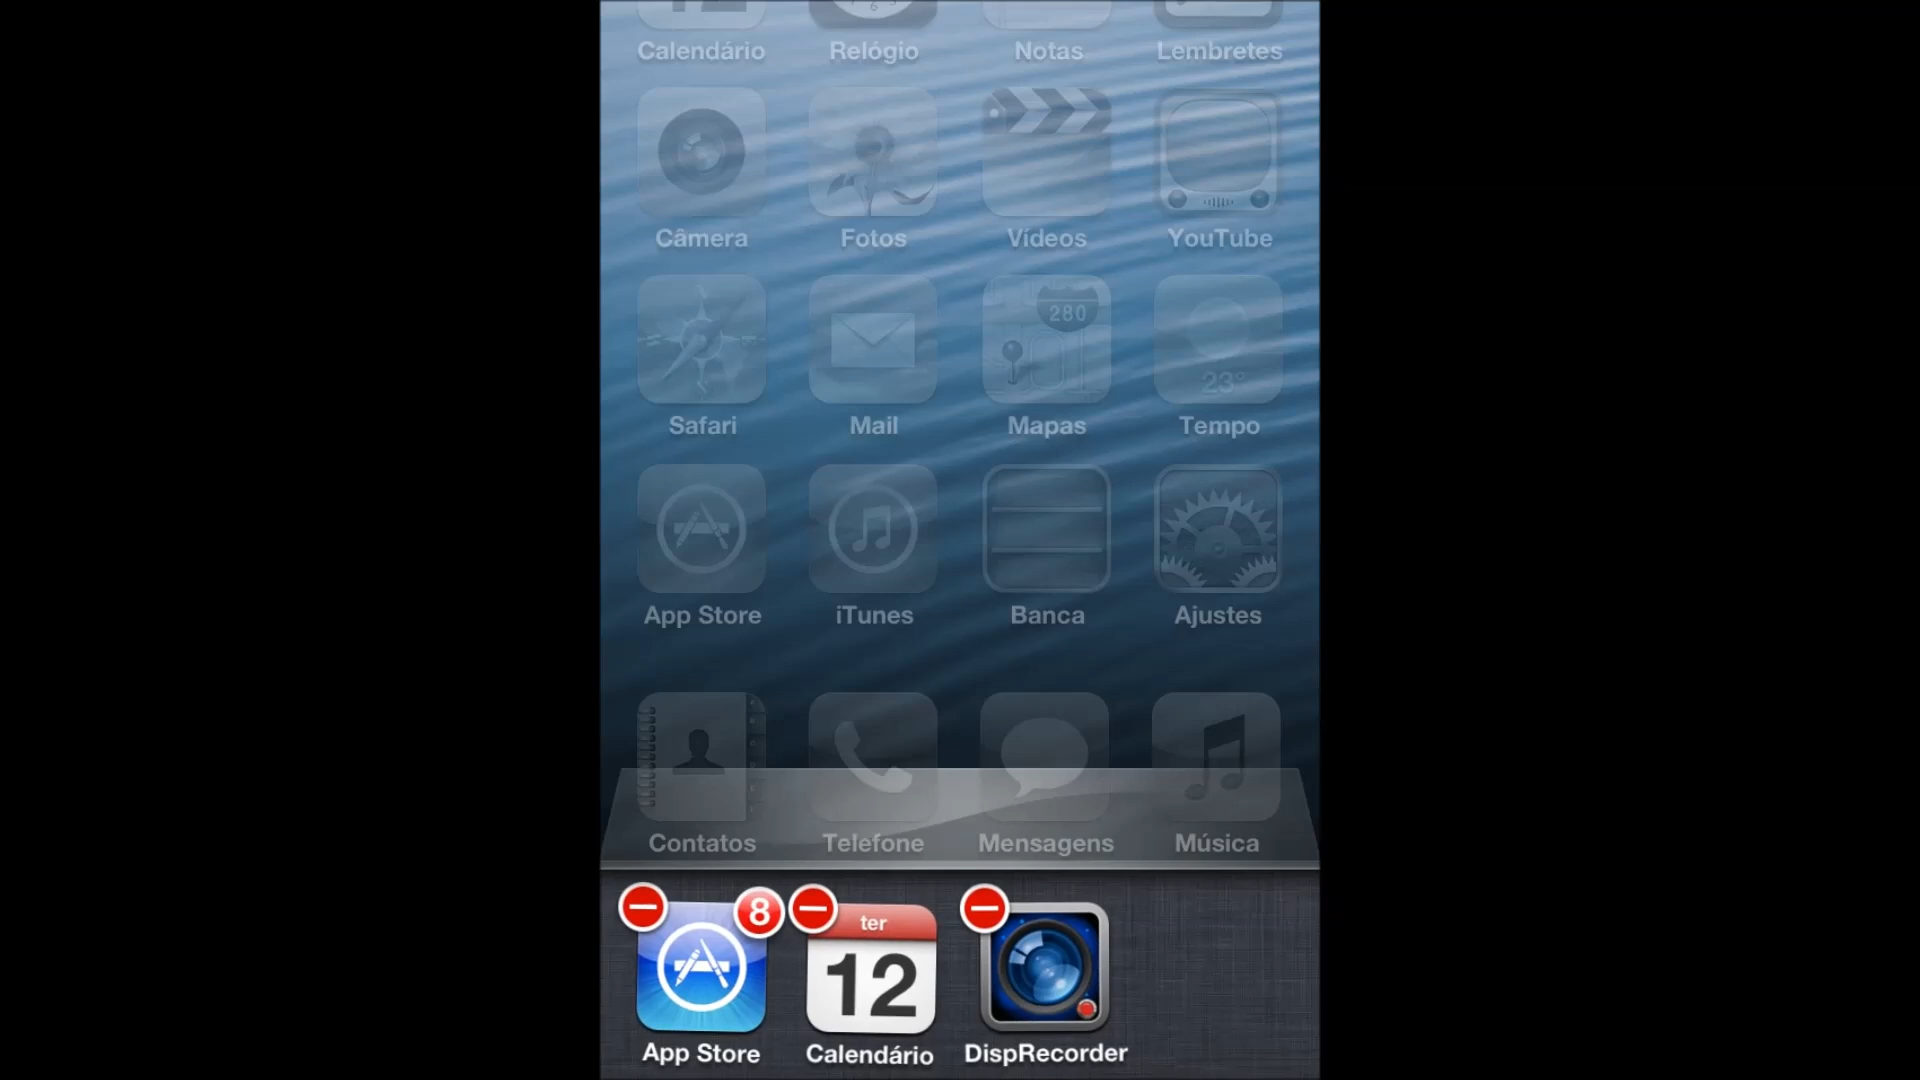 Calendário Relógio Notas Lembretes
Câmera Fotos Vídeos YouTube
280
23°
Safari Mail Mapas Tempo
App Store iTunes Banca Ajustes
Contatos Telefone Mensagens Música
8
ter
12
App Store Calendário DispRecorder